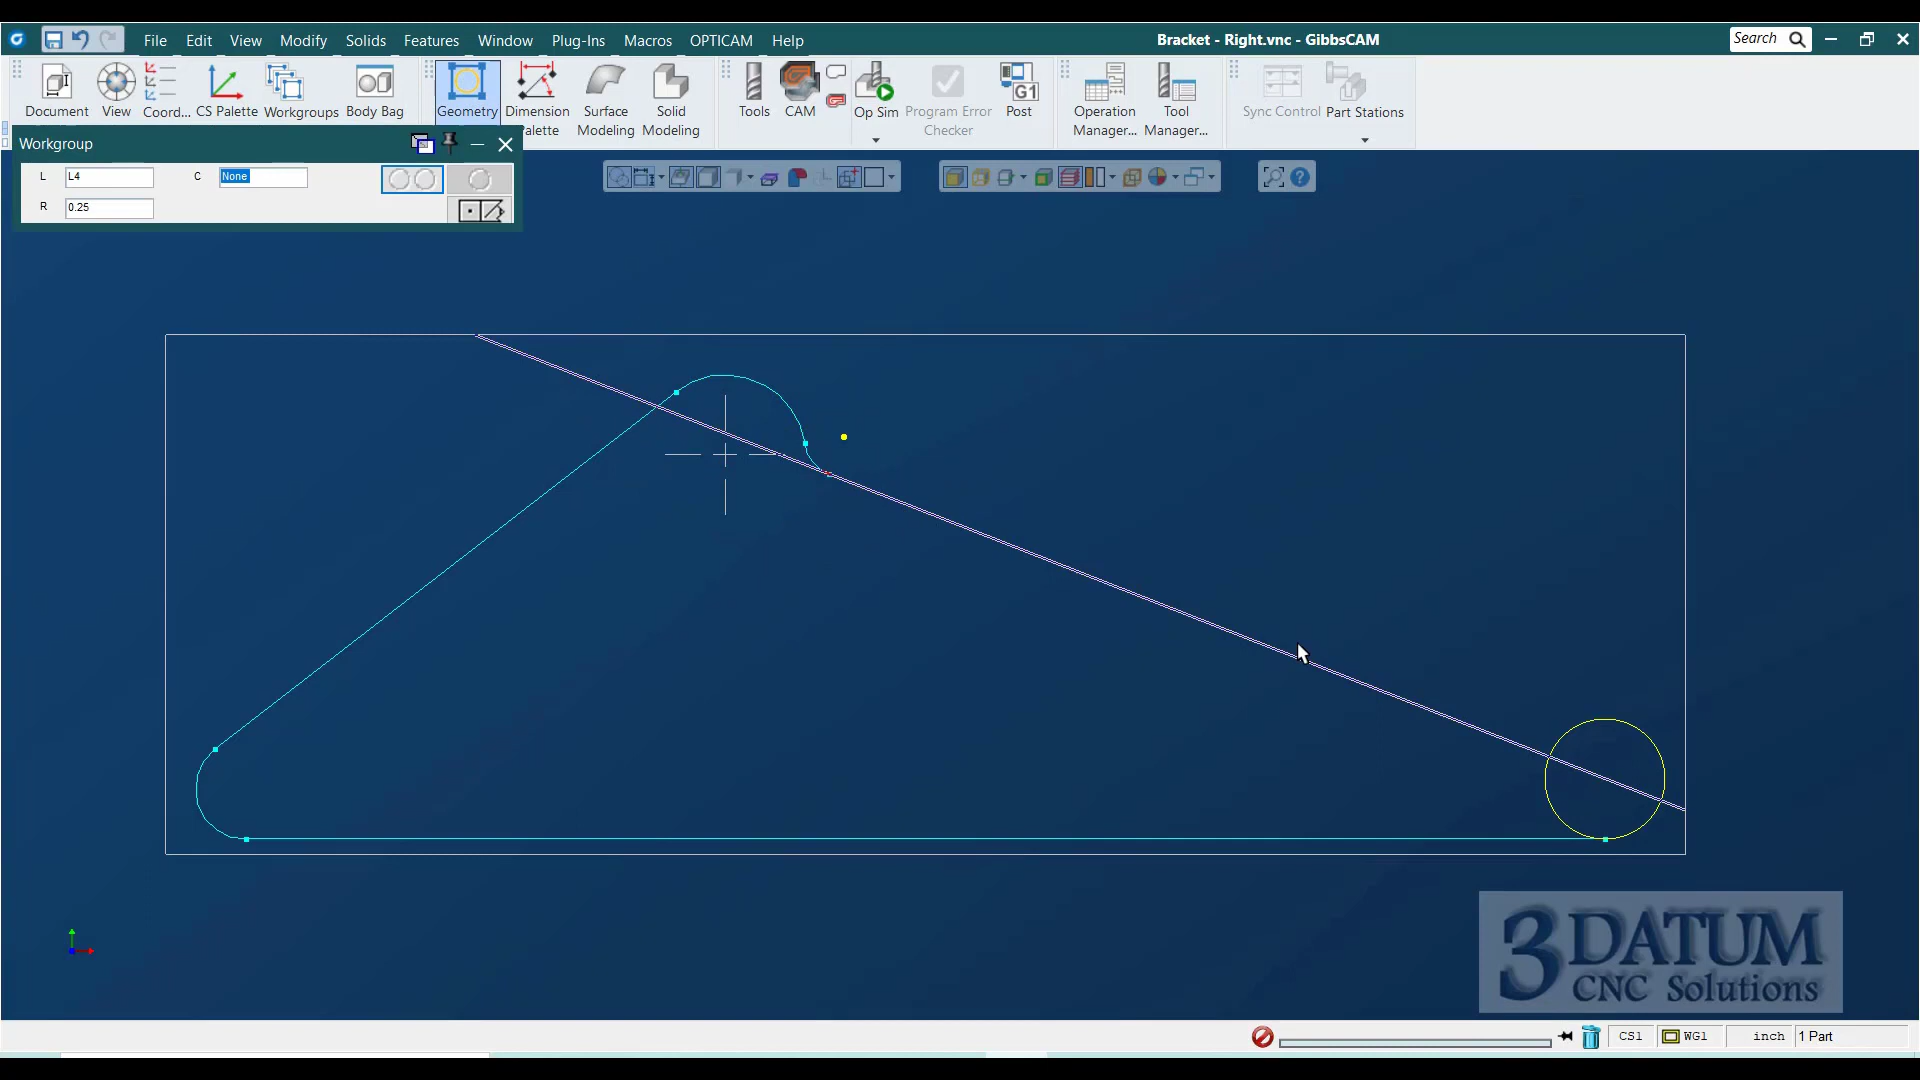 File Edit View Modify Solids Features Window Plug-Ins Macros OPTICAM Help
Bracket - Right.vnc - GibbsCAM
Search
Document View Coord... CS Palette Workgroups Body Bag
Geometry Dimension Surface Solid
alette Modeling Modeling
Tools CAM Op Sim Program Error G1 Post
Checker
Operation Tool
Manager... Manager...
Sync Control Part Stations
Workgroup
L L4 C None
R 0.25
3DATUM
CNC Solutions
CS1 WG1 inch 1 Part